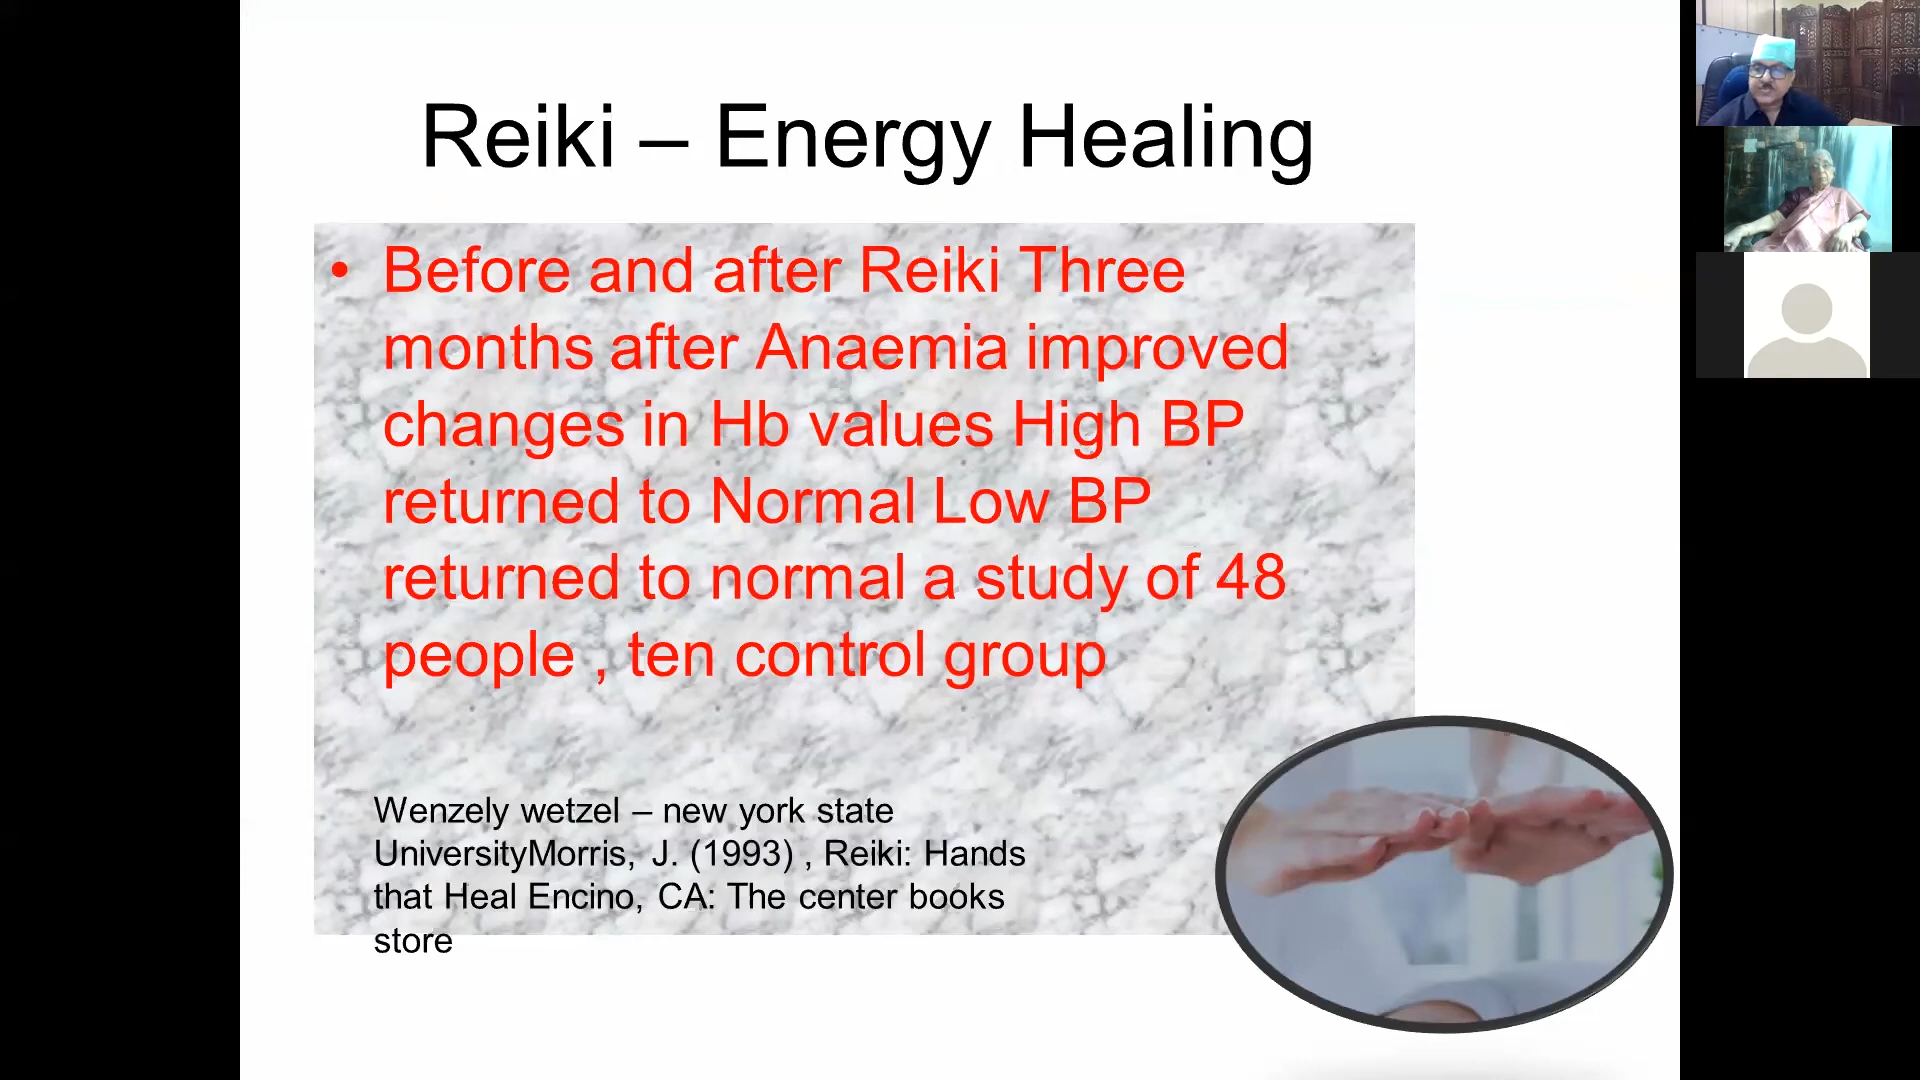 Reiki – Energy Healing
• Before and after Reiki Three
months after Anaemia improved
changes in Hb values High BP
returned to Normal Low BP
returned to normal a study of 48
people , ten control group
Wenzely wetzel – new york state
UniversityMorris, J. (1993) , Reiki: Hands
that Heal Encino, CA: The center books
store